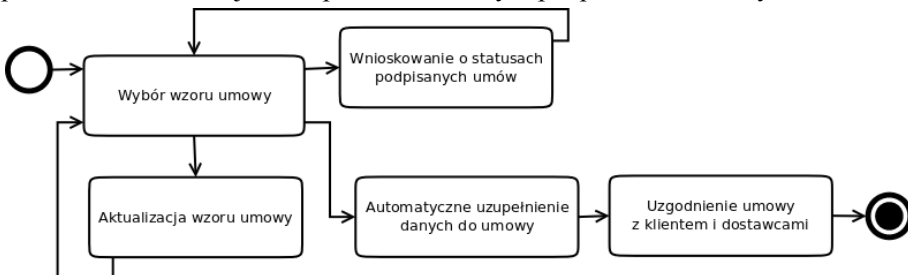 Wnioskowanie o statusach
podpisanych umów
Wybór wzoru umowy
Aktualizacja wzoru umowy
Automatyczne uzupełnienie
danych do umowy
Uzgodnienie umowy
z klientem i dostawcami